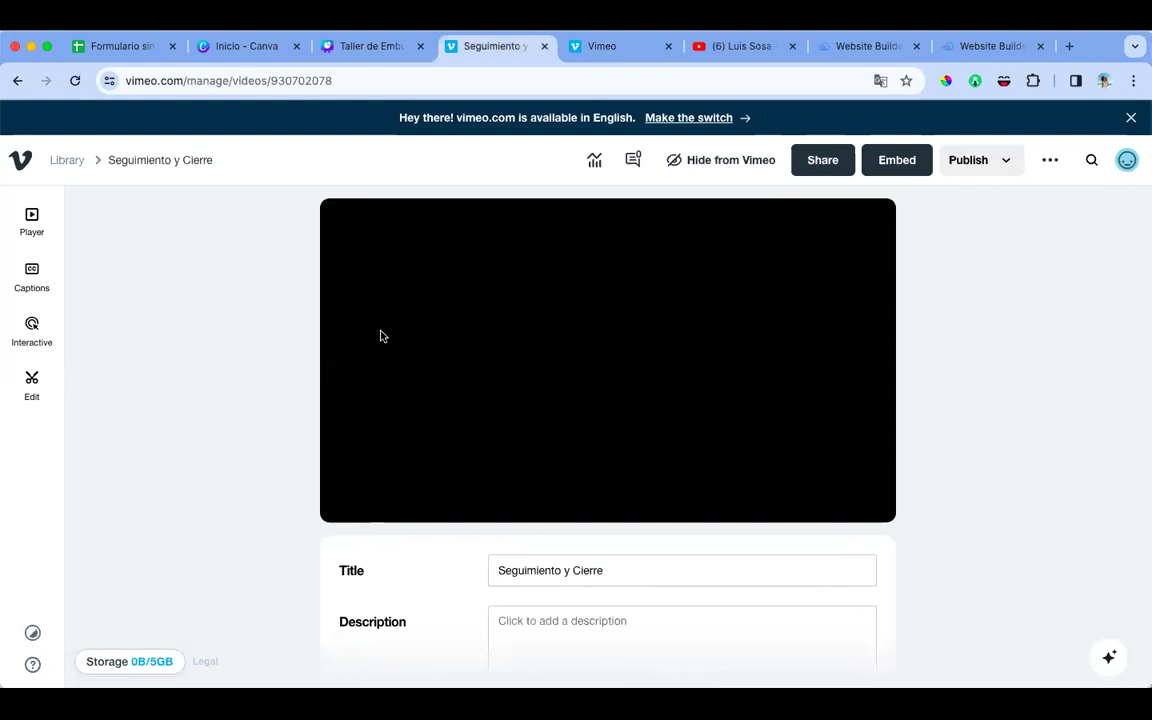 Formulario sin
Inicio - Canva
Taller de Embu
Seguimiento y
Vimeo
(6) Luis Sosa -
Website Builde
Website Builde
vimeo.com/manage/videos/930702078
Hey there! vimeo.com is available in English. Make the switch →
Library > Seguimiento y Cierre
Hide from Vimeo
Share
Embed
Publish
Player
CC
Captions
Interactive
Edit
Title
Seguimiento y Cierre
Description
Click to add a description
Storage 0B/5GB
Legal